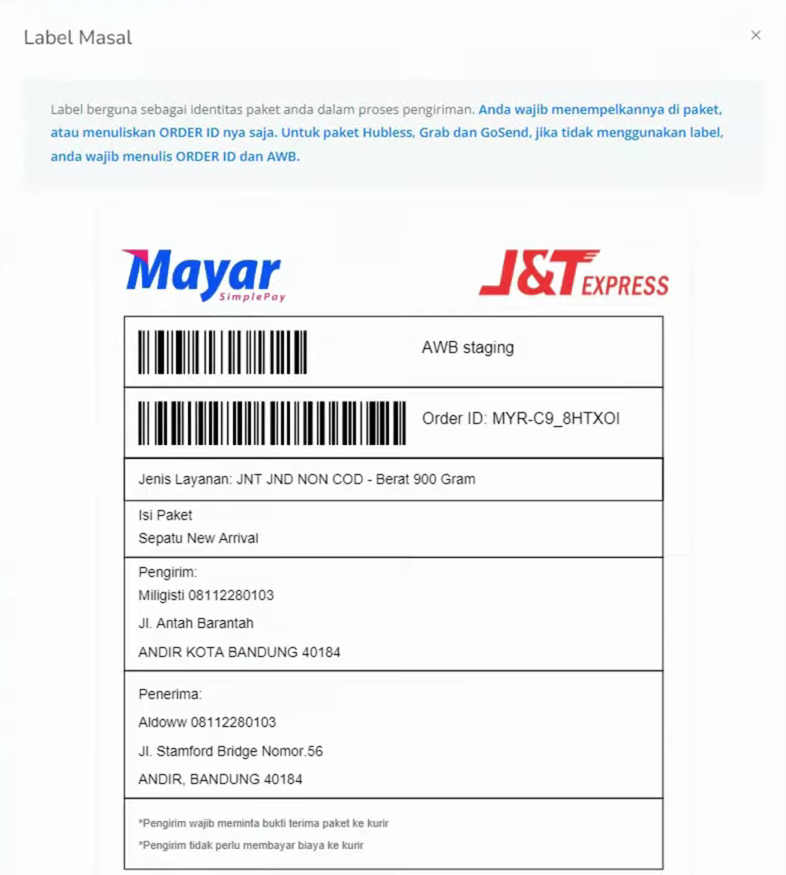 Label Masal
×
Label berguna sebagai identitas paket anda dalam proses pengiriman. Anda wajib menempelkannya di paket,
atau menuliskan ORDER ID nya saja. Untuk paket Hubless, Grab dan GoSend, jika tidak menggunakan label,
anda wajib menulis ORDER ID dan AWB.
Mayar
SimplePay
J&T EXPRESS
AWB staging
Order ID: MYR-C9_8HTXOI
Jenis Layanan: JNT JND NON COD - Berat 900 Gram
Isi Paket
Sepatu New Arrival
Pengirim:
Miligisti 08112280103
Jl. Antah Barantah
ANDIR KOTA BANDUNG 40184
Penerima:
Aldoww 08112280103
Jl. Stamford Bridge Nomor.56
ANDIR, BANDUNG 40184
*Pengirim wajib meminta bukti terima paket ke kurir
*Pengirim tidak perlu membayar biaya ke kurir